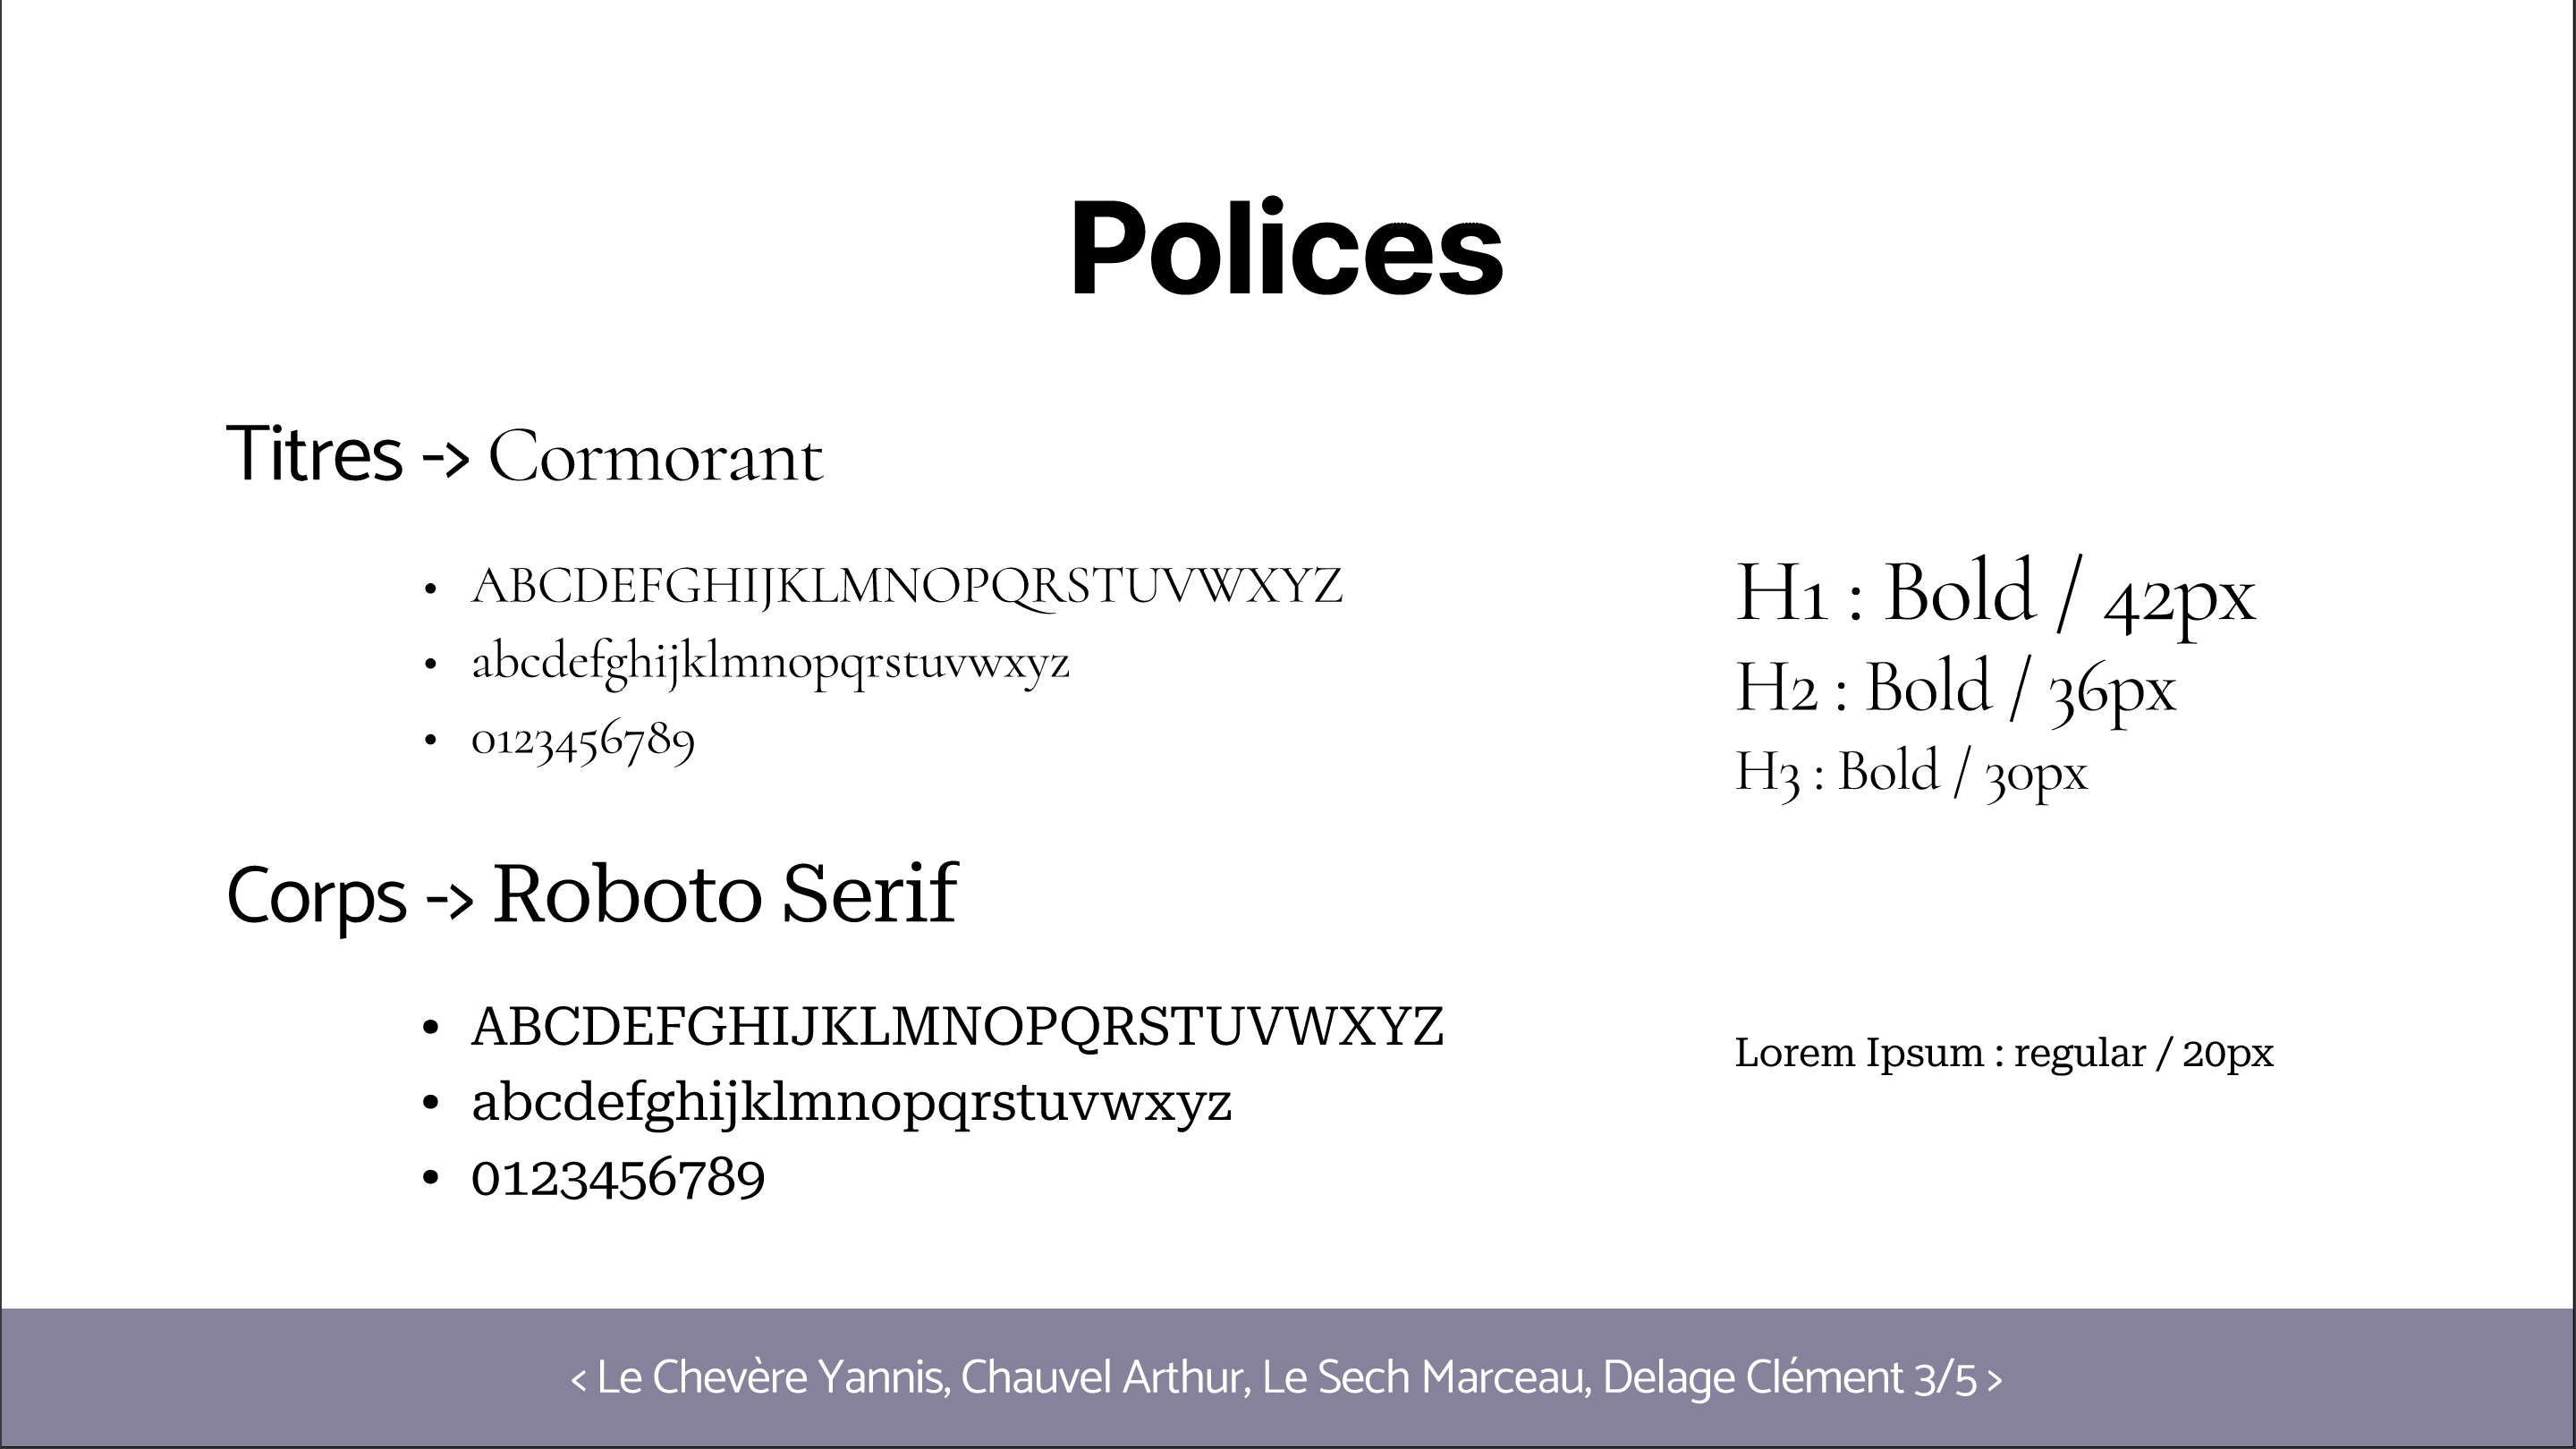 Polices
Titres -> Cormorant
• ABCDEFGHIJKLMNOPQRSTUVWXYZ
• abcdefghijklmnopqrstuvwxyz
• 0123456789
H1 : Bold / 42px
H2 : Bold / 36px
H3 : Bold / 30px
Corps -> Roboto Serif
• ABCDEFGHIJKLMNOPQRSTUVWXYZ
• abcdefghijklmnopqrstuvwxyz
• 0123456789
Lorem Ipsum : regular / 20px
< Le Chevère Yannis, Chauvel Arthur, Le Sech Marceau, Delage Clément 3/5 >